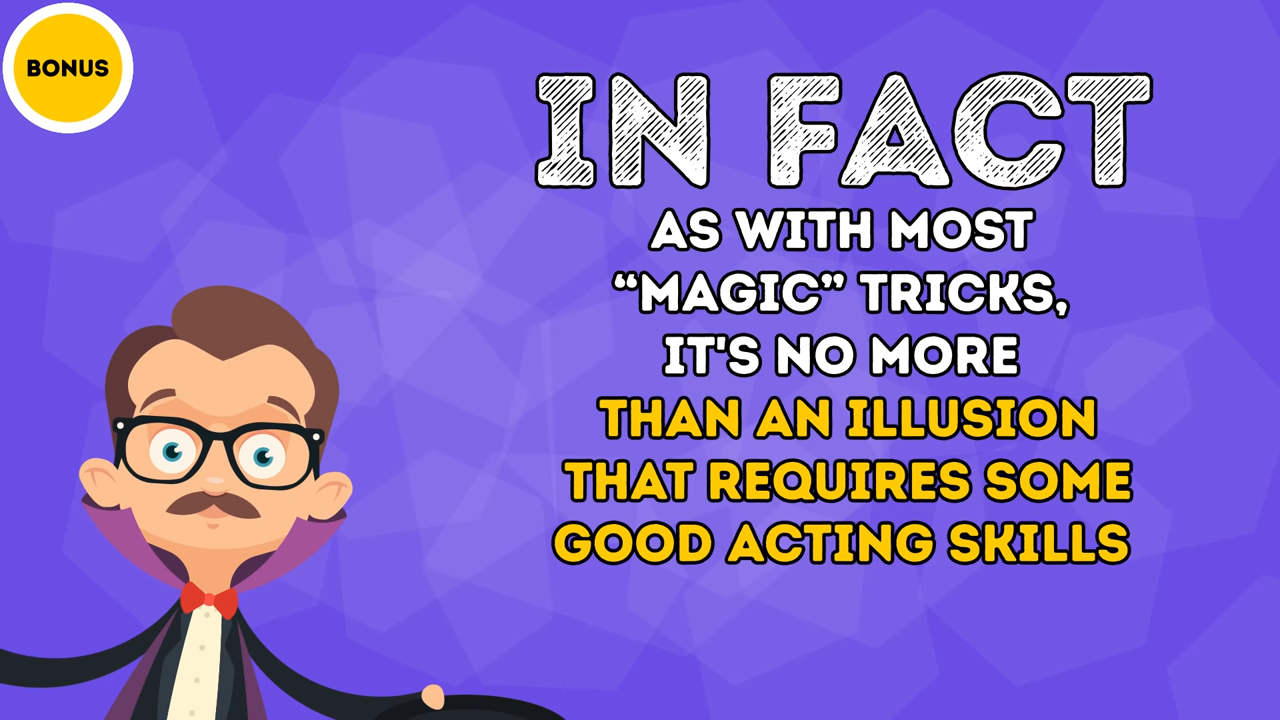 BONUS
IN FACT
AS WITH MOST
“MAGIC” TRICKS,
IT'S NO MORE
THAN AN ILLUSION
THAT REQUIRES SOME
GOOD ACTING SKILLS